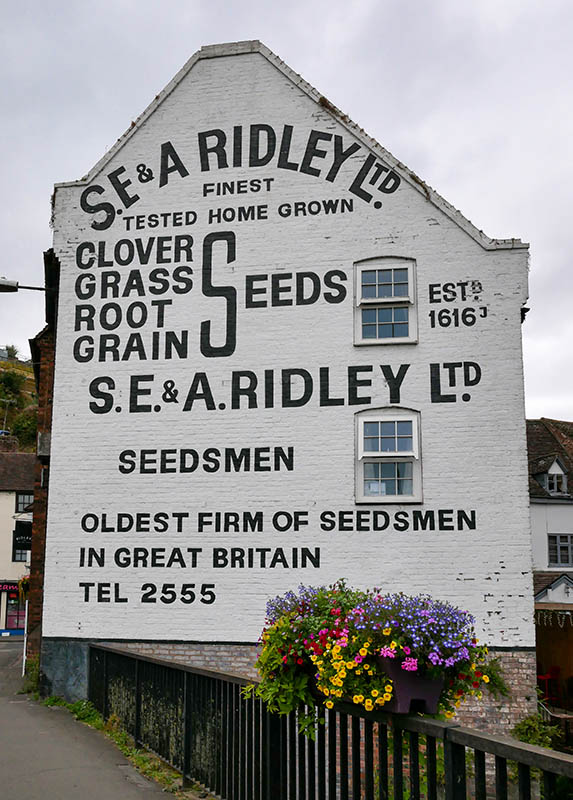 S.E.&A RIDLEY LTD.
FINEST
TESTED HOME GROWN
CLOVER
GRASS
ROOT
GRAIN
SEEDS
ESTD.
1616
S.E.&A. RIDLEY LTD.
SEEDSMEN
OLDEST FIRM OF SEEDSMEN
IN GREAT BRITAIN
TEL 2555